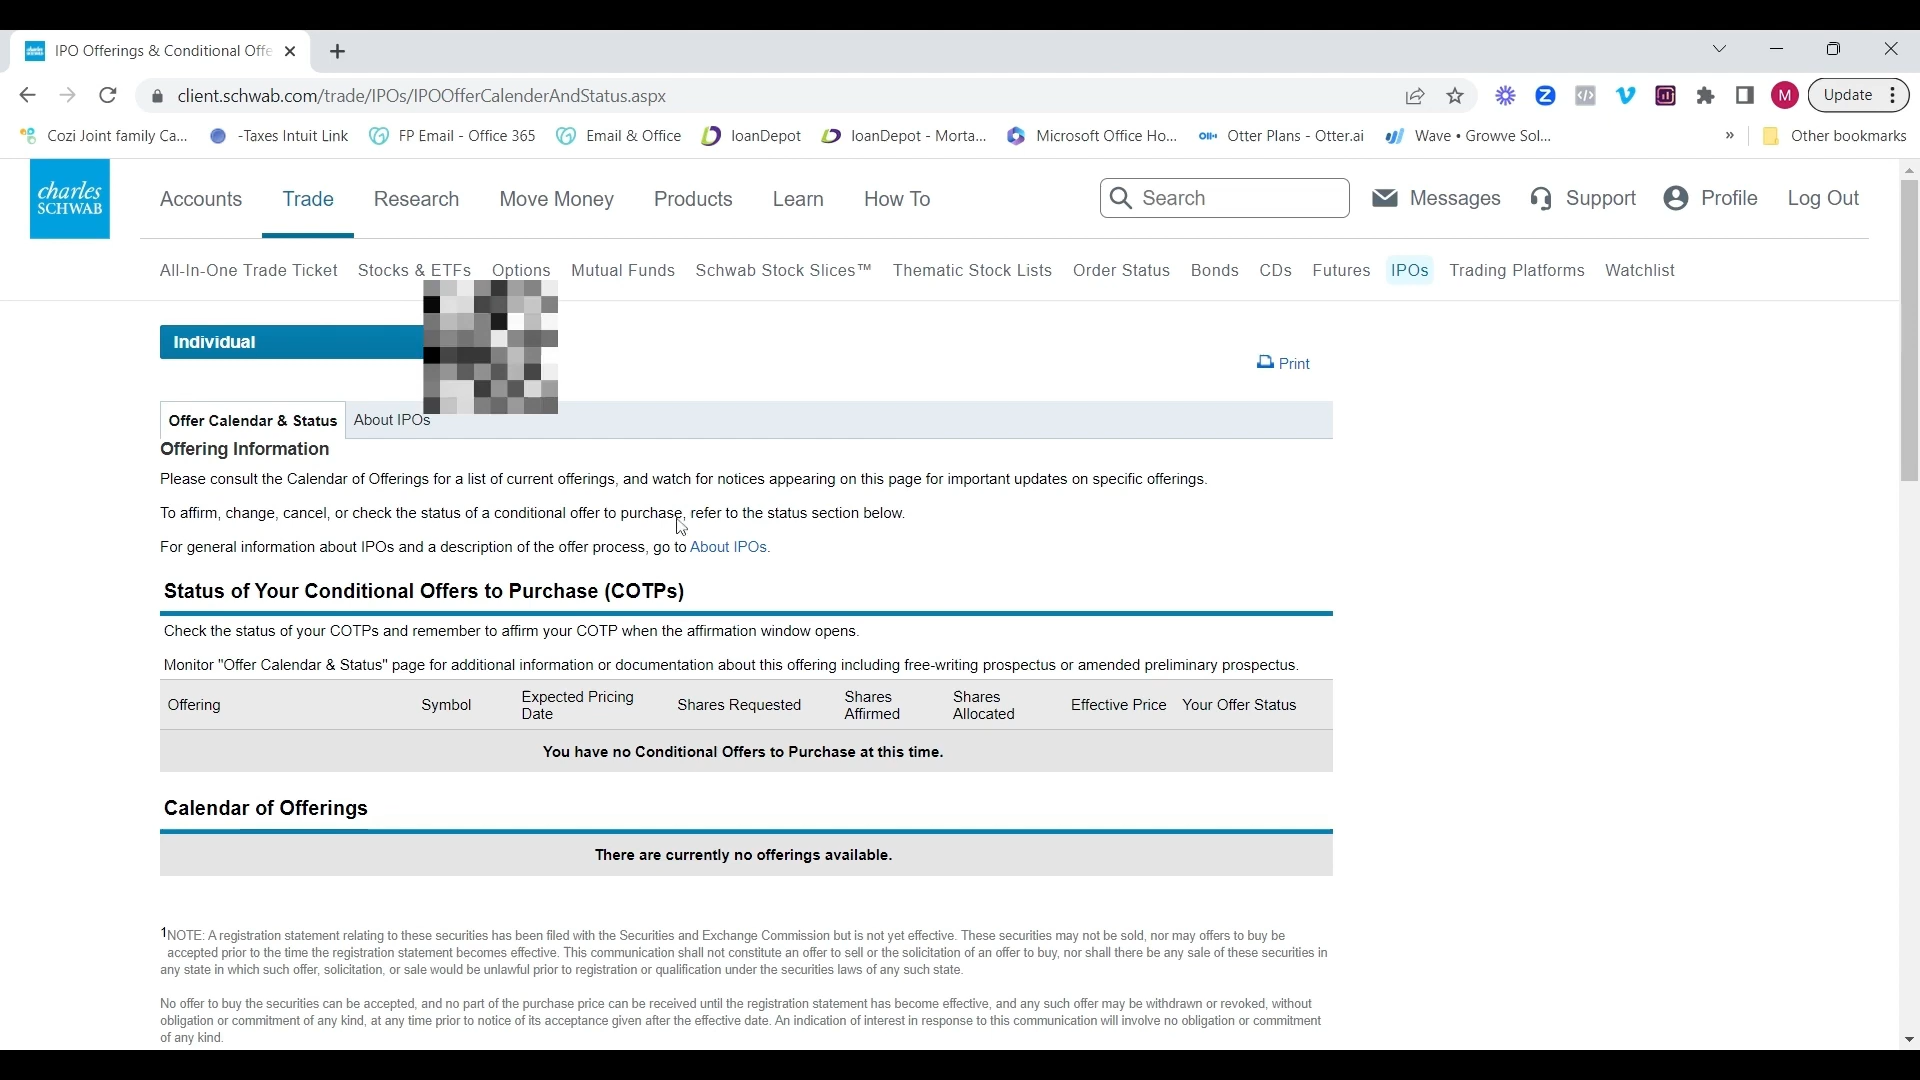 IPO Offerings & Conditional Offe
client.schwab.com/trade/IPOs/IPOOfferCalenderAndStatus.aspx
M
Update
Cozi Joint family Ca...
-Taxes Intuit Link
FP Email - Office 365
Email & Office
loanDepot
loanDepot - Morta...
Microsoft Office Ho...
Otter Plans - Otter.ai
Wave • Growve Sol...
»
Other bookmarks
charles
SCHWAB
Accounts
Trade
Research
Move Money
Products
Learn
How To
Search
Messages
Support
Profile
Log Out
All-In-One Trade Ticket
Stocks & ETFs
Options
Mutual Funds
Schwab Stock Slices™
Thematic Stock Lists
Order Status
Bonds
CDs
Futures
IPOs
Trading Platforms
Watchlist
Individual
Print
Offer Calendar & Status
About IPOs
Offering Information
Please consult the Calendar of Offerings for a list of current offerings, and watch for notices appearing on this page for important updates on specific offerings.
To affirm, change, cancel, or check the status of a conditional offer to purchase, refer to the status section below.
For general information about IPOs and a description of the offer process, go to About IPOs.
Status of Your Conditional Offers to Purchase (COTPs)
Check the status of your COTPs and remember to affirm your COTP when the affirmation window opens.
Monitor "Offer Calendar & Status" page for additional information or documentation about this offering including free-writing prospectus or amended preliminary prospectus.
Offering
Symbol
Expected Pricing
Date
Shares Requested
Shares
Affirmed
Shares
Allocated
Effective Price
Your Offer Status
You have no Conditional Offers to Purchase at this time.
Calendar of Offerings
There are currently no offerings available.
1NOTE: A registration statement relating to these securities has been filed with the Securities and Exchange Commission but is not yet effective. These securities may not be sold, nor may offers to buy be
accepted prior to the time the registration statement becomes effective. This communication shall not constitute an offer to sell or the solicitation of an offer to buy, nor shall there be any sale of these securities in
any state in which such offer, solicitation, or sale would be unlawful prior to registration or qualification under the securities laws of any such state.
No offer to buy the securities can be accepted, and no part of the purchase price can be received until the registration statement has become effective, and any such offer may be withdrawn or revoked, without
obligation or commitment of any kind, at any time prior to notice of its acceptance given after the effective date. An indication of interest in response to this communication will involve no obligation or commitment
of any kind.